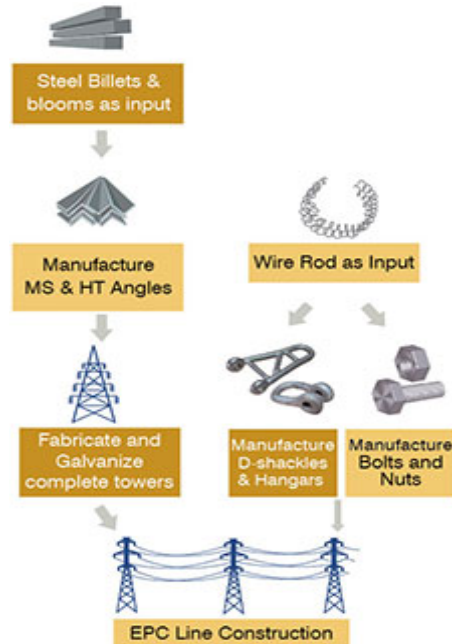 Steel Billets &
blooms as input
Manufacture
MS & HT Angles
Wire Rod as Input
Fabricate and
Galvanize
complete towers
Manufacture
D-shackles
& Hangars
Manufacture
Bolts and
Nuts
EPC Line Construction